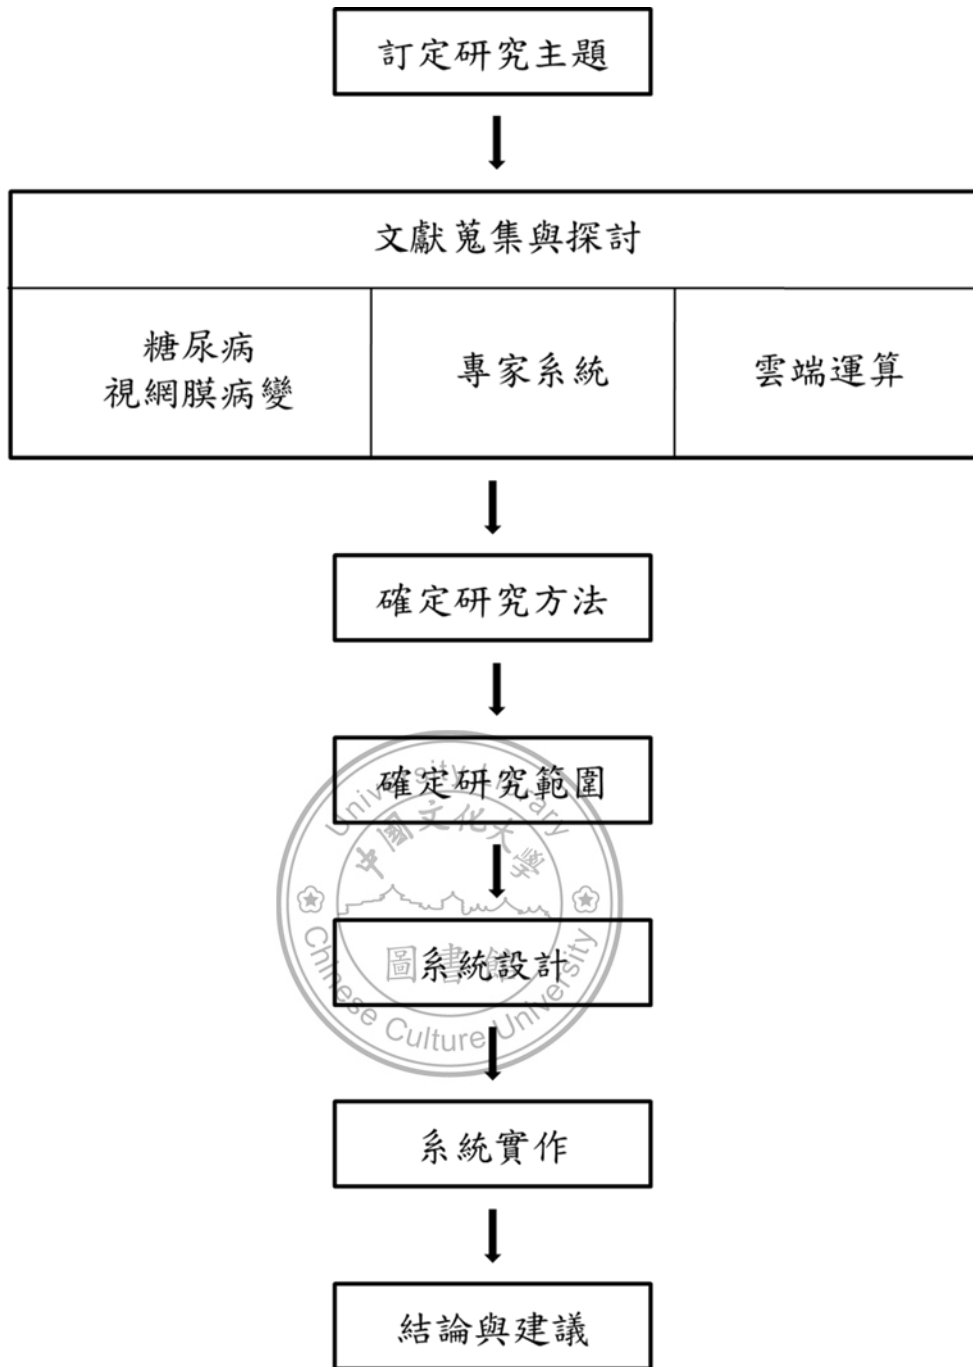 訂定研究主題
文獻蒐集與探討
糖尿病
視網膜病變
專家系統
雲端運算
確定研究方法
確定研究範圍
University Library
中國文化大學
系統設計
圖書館
Chinese Culture University
系統實作
結論與建議